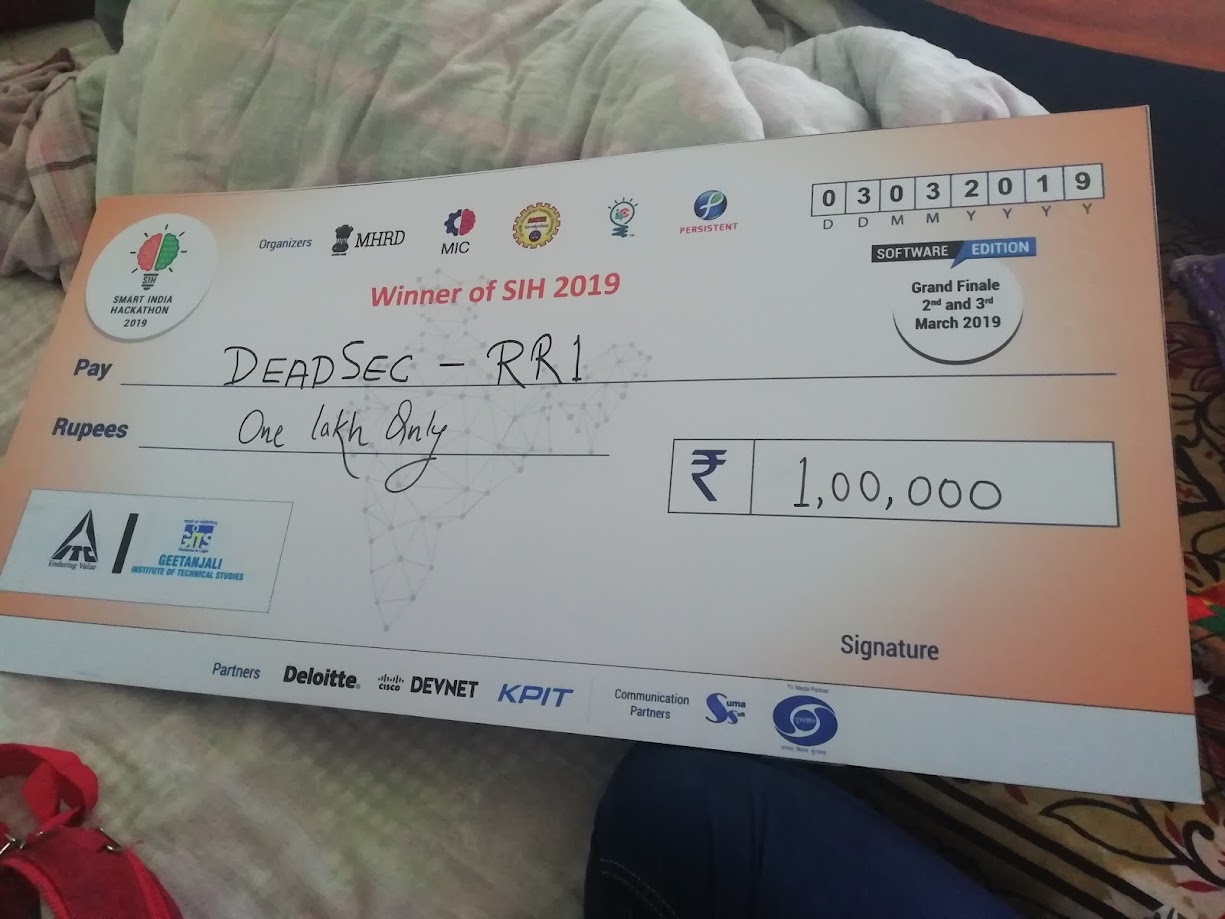 SIH
SMART INDIA
HACKATHON
2019
Organizers
MHRD
MIC
PERSISTENT
0 3 0 3 2 0 1 9
D D M M Y Y Y Y
SOFTWARE EDITION
Grand Finale
2nd and 3rd
March 2019
Winner of SIH 2019
Pay DEADSEC - RR1
Rupees One lakh Only
₹ 1,00,000
ITC
Enduring Value
GITS
GEETANJALI
INSTITUTE OF TECHNICAL STUDIES
Signature
Partners Deloitte. cisco DEVNET KPIT
Communication
Partners
Suma
Soft
TV Media Partner